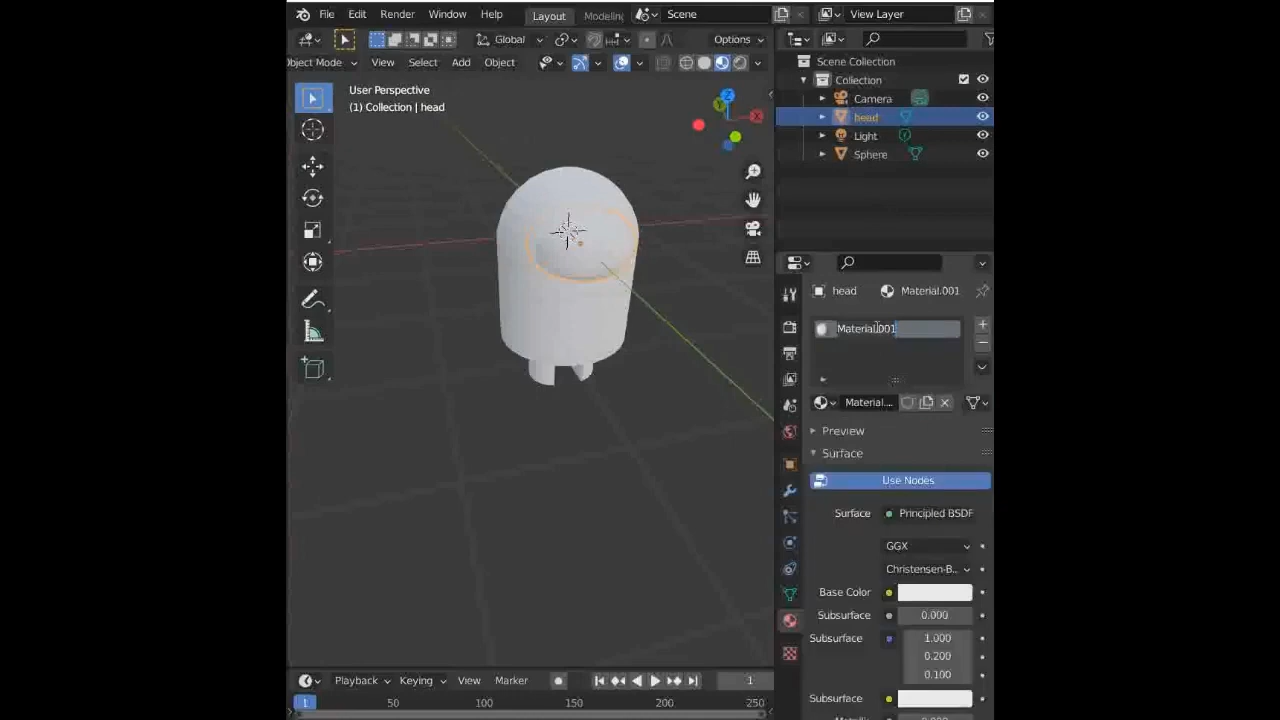 File Edit Render Window Help Layout Modeling Scene View Layer
Global Options
bject Mode View Select Add Object
User Perspective
(1) Collection | head
Z
Y
X
Scene Collection
Collection
Camera
head
Light
Sphere
head Material.001
Material.001
Material....
Preview
Surface
Use Nodes
Surface Principled BSDF
GGX
Christensen-B..
Base Color
Subsurface 0.000
Subsurface 1.000
0.200
0.100
Subsurface
Playback Keying View Marker 1
1 50 100 150 200 250